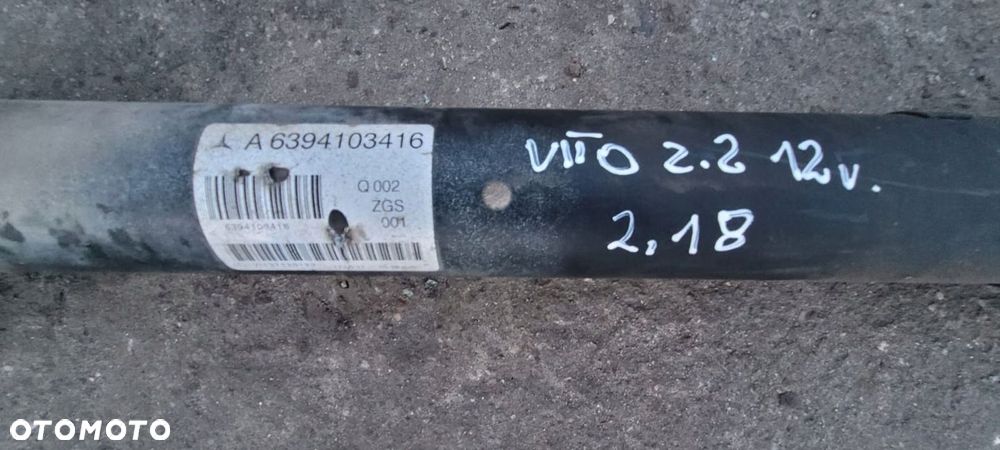 A 6394103416
Q 002
ZGS
001
6394103416
VITO 2.2 12v.
2,18
OTOMOTO